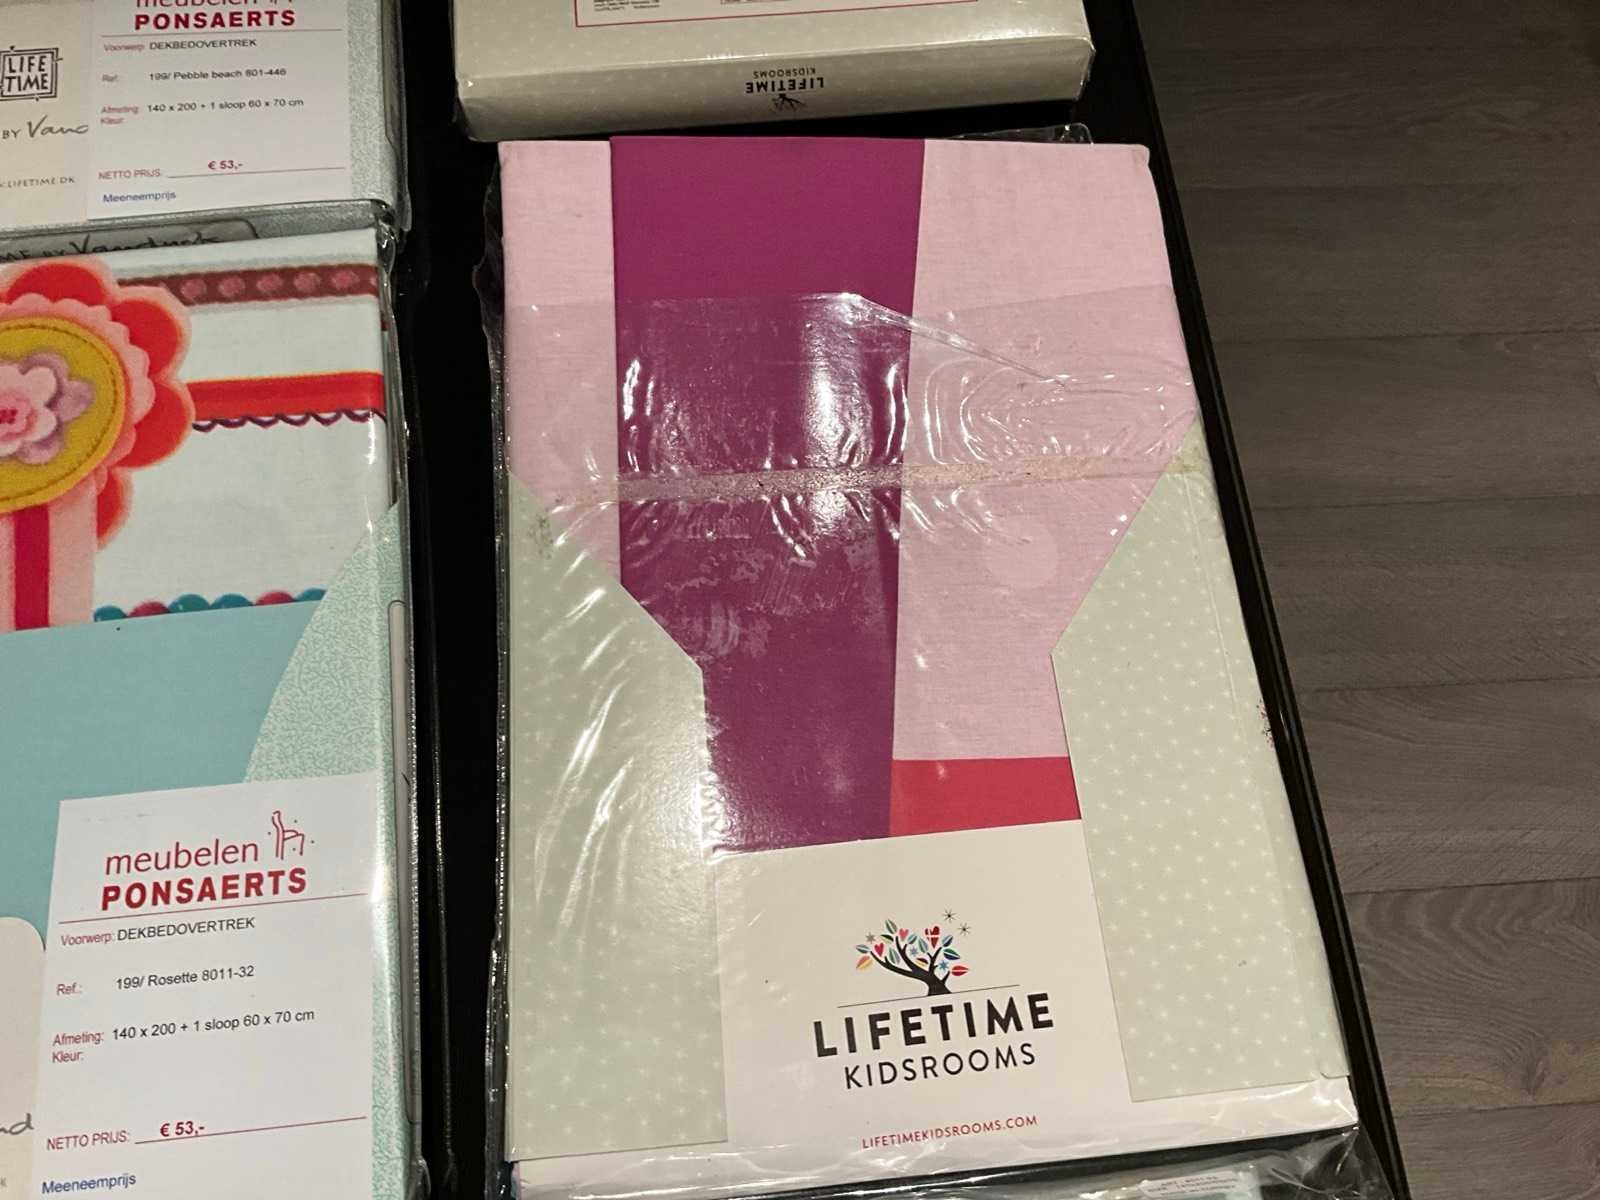 meubelen
PONSAERTS
Voorwerp: DEKBEDOVERTREK
Ref.: 199/ Pebble beach 801-446
Afmeting: 140 x 200 + 1 sloop 60 x 70 cm
Kleur:
NETTO PRIJS: € 53,-
Meeneemprijs
LIFE
TIME
BY
LIFETIME.DK
LIFETIME
KIDSROOMS
meubelen
PONSAERTS
Voorwerp: DEKBEDOVERTREK
Ref.: 199/ Rosette 8011-32
Afmeting: 140 x 200 + 1 sloop 60 x 70 cm
Kleur:
NETTO PRIJS: € 53,-
Meeneemprijs
LIFETIME
KIDSROOMS
LIFETIMEKIDSROOMS.COM